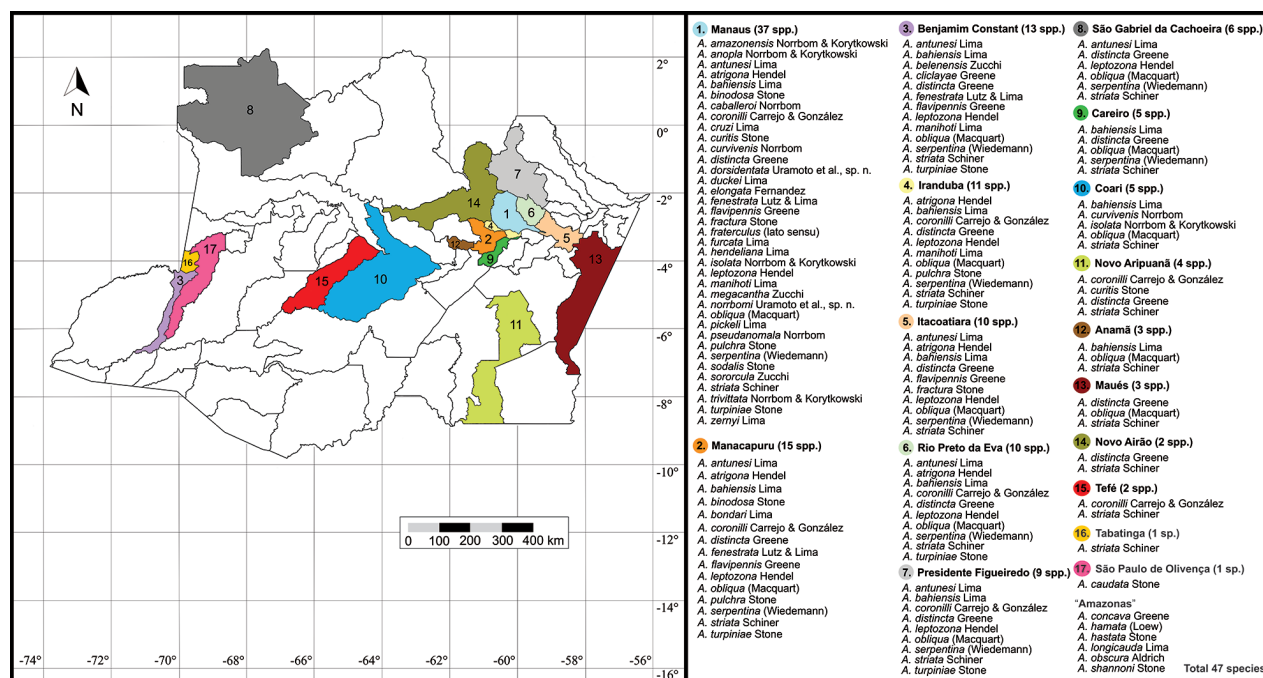 8
7
14
1
6
4
2
5
12
9
13
17
16
3
10
15
11
N
2°
0°
-2°
-4°
-6°
-8°
-10°
-12°
-14°
-16°
-74°
-72°
-70°
-68°
-66°
-64°
-62°
-60°
-58°
-56°
0 100 200 300 400 km
1. Manaus (37 spp.)
A. amazonensis Norrbom & Korytkowski
A. anopla Norrbom & Korytkowski
A. antunesi Lima
A. atrigona Hendel
A. bahiensis Lima
A. binodosa Stone
A. caballeroi Norrbom
A. coronilli Carrejo & González
A. cruzi Lima
A. curitis Stone
A. curvivenis Norrbom
A. distincta Greene
A. dorsidentata Uramoto et al., sp. n.
A. duckei Lima
A. elongata Fernandez
A. fenestrata Lutz & Lima
A. flavipennis Greene
A. fractura Stone
A. fraterculus (lato sensu)
A. furcata Lima
A. hendeliana Lima
A. isolata Norrbom & Korytkowski
A. leptozona Hendel
A. manihoti Lima
A. megacantha Zucchi
A. norrbomi Uramoto et al., sp. n.
A. obliqua (Macquart)
A. pickeli Lima
A. pseudanomala Norrbom
A. pulchra Stone
A. serpentina (Wiedemann)
A. sodalis Stone
A. sororcula Zucchi
A. striata Schiner
A. trivittata Norrbom & Korytkowski
A. turpiniae Stone
A. zernyi Lima
2. Manacapuru (15 spp.)
A. antunesi Lima
A. atrigona Hendel
A. bahiensis Lima
A. binodosa Stone
A. bondari Lima
A. coronilli Carrejo & González
A. distincta Greene
A. fenestrata Lutz & Lima
A. flavipennis Greene
A. leptozona Hendel
A. obliqua (Macquart)
A. pulchra Stone
A. serpentina (Wiedemann)
A. striata Schiner
A. turpiniae Stone
3. Benjamim Constant (13 spp.)
A. antunesi Lima
A. bahiensis Lima
A. belenensis Zucchi
A. cliclayae Greene
A. distincta Greene
A. fenestrata Lutz & Lima
A. flavipennis Greene
A. leptozona Hendel
A. manihoti Lima
A. obliqua (Macquart)
A. serpentina (Wiedemann)
A. striata Schiner
A. turpiniae Stone
4. Iranduba (11 spp.)
A. atrigona Hendel
A. bahiensis Lima
A. coronilli Carrejo & González
A. distincta Greene
A. leptozona Hendel
A. manihoti Lima
A. obliqua (Macquart)
A. pulchra Stone
A. serpentina (Wiedemann)
A. striata Schiner
A. turpiniae Stone
5. Itacoatiara (10 spp.)
A. antunesi Lima
A. atrigona Hendel
A. bahiensis Lima
A. distincta Greene
A. flavipennis Greene
A. fractura Stone
A. leptozona Hendel
A. obliqua (Macquart)
A. serpentina (Wiedemann)
A. striata Schiner
6. Rio Preto da Eva (10 spp.)
A. antunesi Lima
A. atrigona Hendel
A. bahiensis Lima
A. coronilli Carrejo & González
A. distincta Greene
A. leptozona Hendel
A. obliqua (Macquart)
A. serpentina (Wiedemann)
A. striata Schiner
A. turpiniae Stone
7. Presidente Figueiredo (9 spp.)
A. antunesi Lima
A. bahiensis Lima
A. coronilli Carrejo & González
A. distincta Greene
A. leptozona Hendel
A. obliqua (Macquart)
A. serpentina (Wiedemann)
A. striata Schiner
A. turpiniae Stone
8. São Gabriel da Cachoeira (6 spp.)
A. antunesi Lima
A. distincta Greene
A. leptozona Hendel
A. obliqua (Macquart)
A. serpentina (Wiedemann)
A. striata Schiner
9. Careiro (5 spp.)
A. bahiensis Lima
A. distincta Greene
A. obliqua (Macquart)
A. serpentina (Wiedemann)
A. striata Schiner
10. Coari (5 spp.)
A. bahiensis Lima
A. curvivenis Norrbom
A. isolata Norrbom & Korytkowski
A. obliqua (Macquart)
A. striata Schiner
11. Novo Aripuanã (4 spp.)
A. coronilli Carrejo & González
A. curitis Stone
A. distincta Greene
A. striata Schiner
12. Anamã (3 spp.)
A. bahiensis Lima
A. obliqua (Macquart)
A. striata Schiner
13. Maués (3 spp.)
A. distincta Greene
A. obliqua (Macquart)
A. striata Schiner
14. Novo Airão (2 spp.)
A. distincta Greene
A. striata Schiner
15. Tefé (2 spp.)
A. coronilli Carrejo & González
A. striata Schiner
16. Tabatinga (1 sp.)
A. striata Schiner
17. São Paulo de Olivença (1 sp.)
A. caudata Stone
"Amazonas"
A. concava Greene
A. hamata (Loew)
A. hastata Stone
A. longicauda Lima
A. obscura Aldrich
A. shannoni Stone
Total 47 species